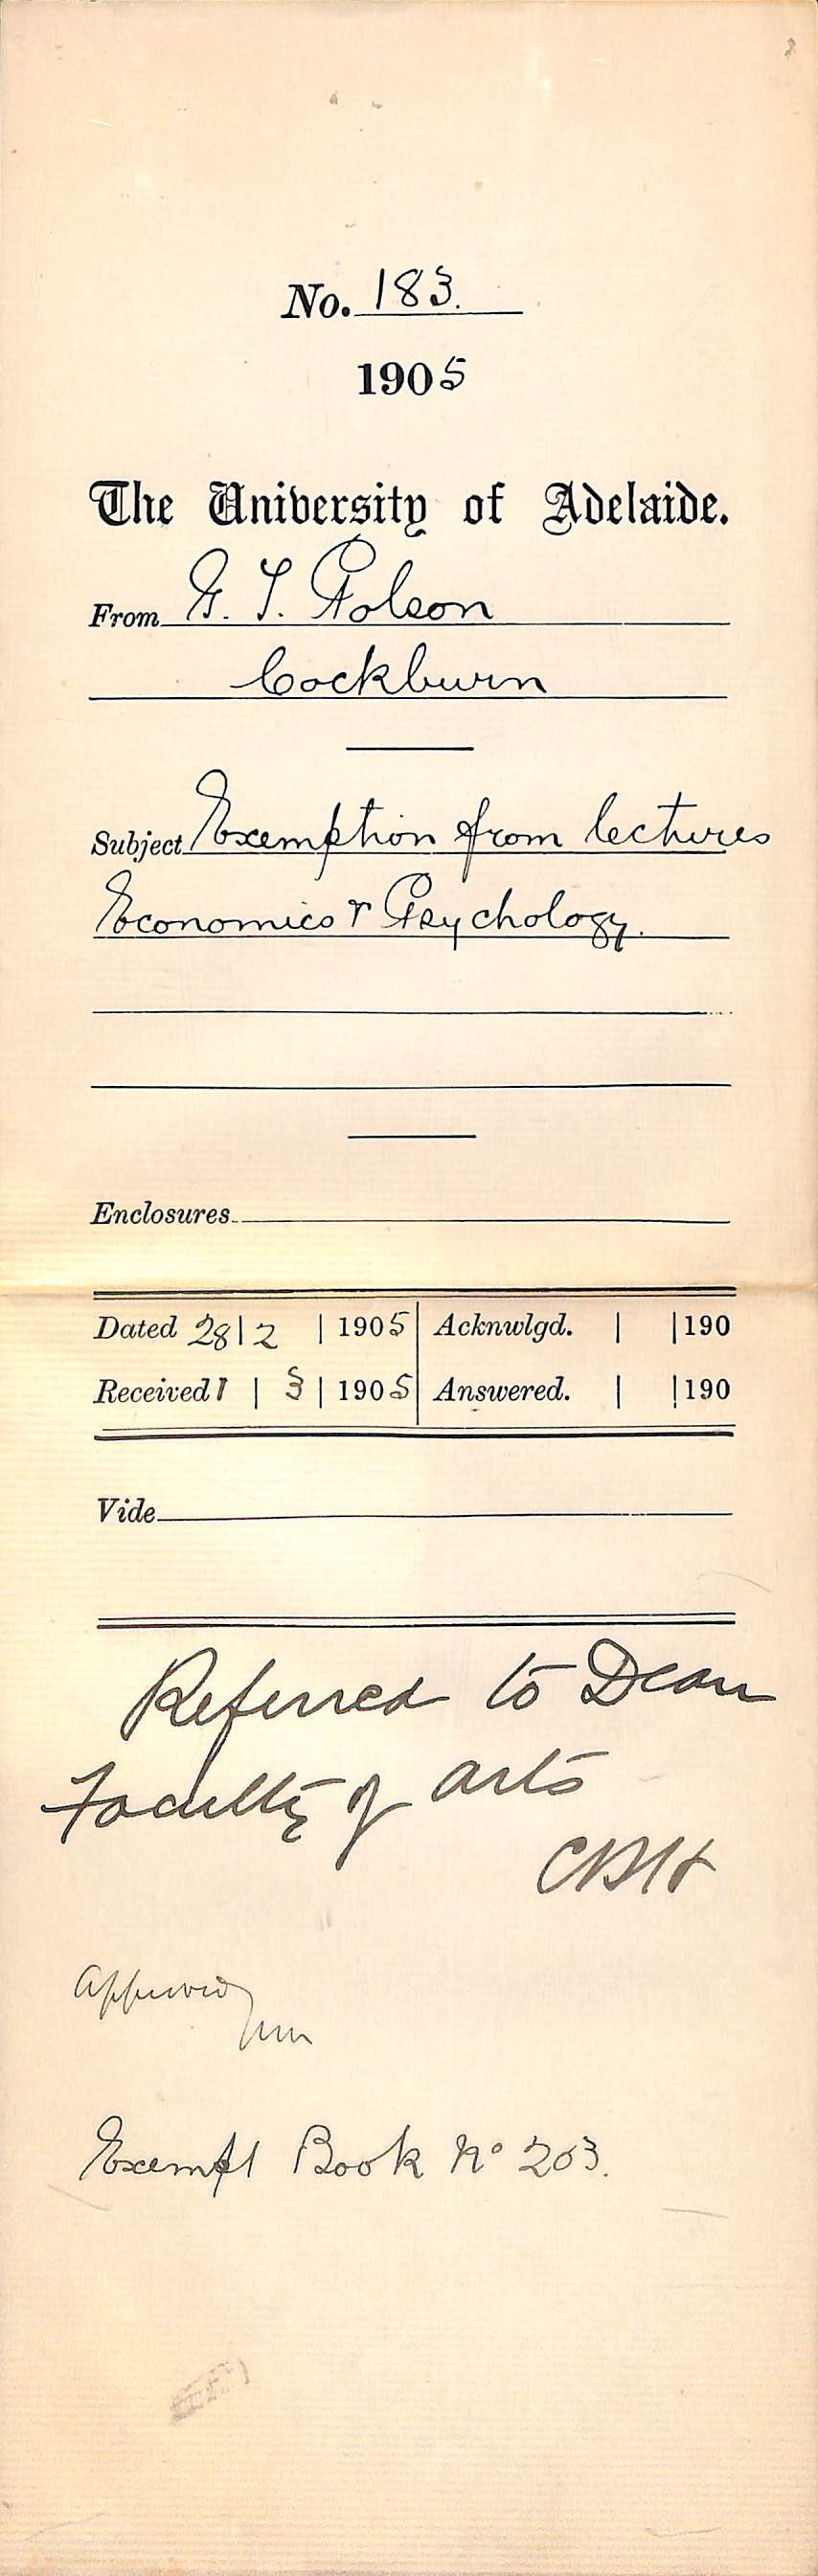 No. 183.
1905
The University of Adelaide.
From G. T. Polson
Cockburn
Subject Exemption from lectures
Economics & Psychology.
Enclosures
Dated 28|2 | 1905 | Acknwlgd. | |190
Received 1 | 3 | 1905 | Answered. | |190
Vide
Referred to Dean
Faculty of arts
CRH
Approved
Exempt Book No 203.